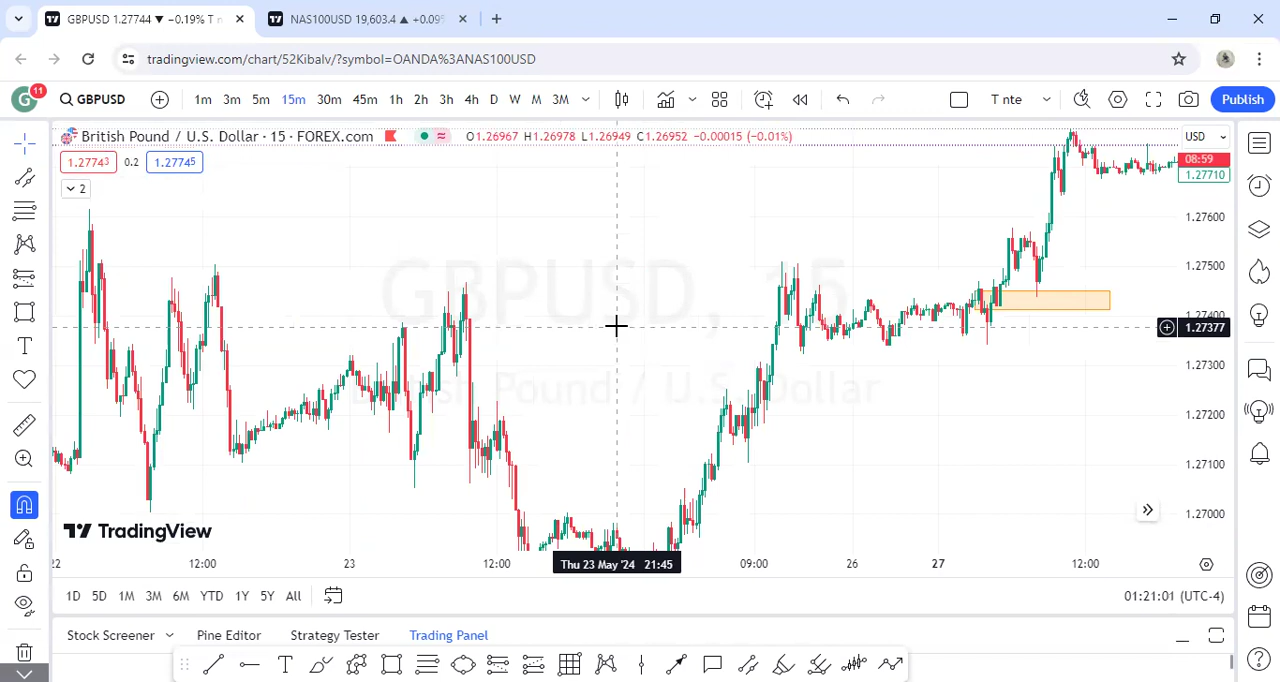 GBPUSD 1.27744 ▼ −0.19% T n
NAS100USD 19,603.4 ▲ +0.09%
tradingview.com/chart/52Kibalv/?symbol=OANDA%3ANAS100USD
G 11 GBPUSD 1m 3m 5m 15m 30m 45m 1h 2h 3h 4h D W M 3M T nte Publish
British Pound / U.S. Dollar · 15 · FOREX.com O1.26967 H1.26978 L1.26949 C1.26952 −0.00015 (−0.01%)
USD
1.27743 0.2 1.27745
08:59
1.27710
2
1.27600
1.27500
1.27400
1.27377
1.27300
1.27200
1.27100
1.27000
GBPUSD, 15
British Pound / U.S. Dollar
TradingView
12:00 23 12:00 Thu 23 May '24 21:45 09:00 26 27 12:00
1D 5D 1M 3M 6M YTD 1Y 5Y All 01:21:01 (UTC-4)
Stock Screener Pine Editor Strategy Tester Trading Panel